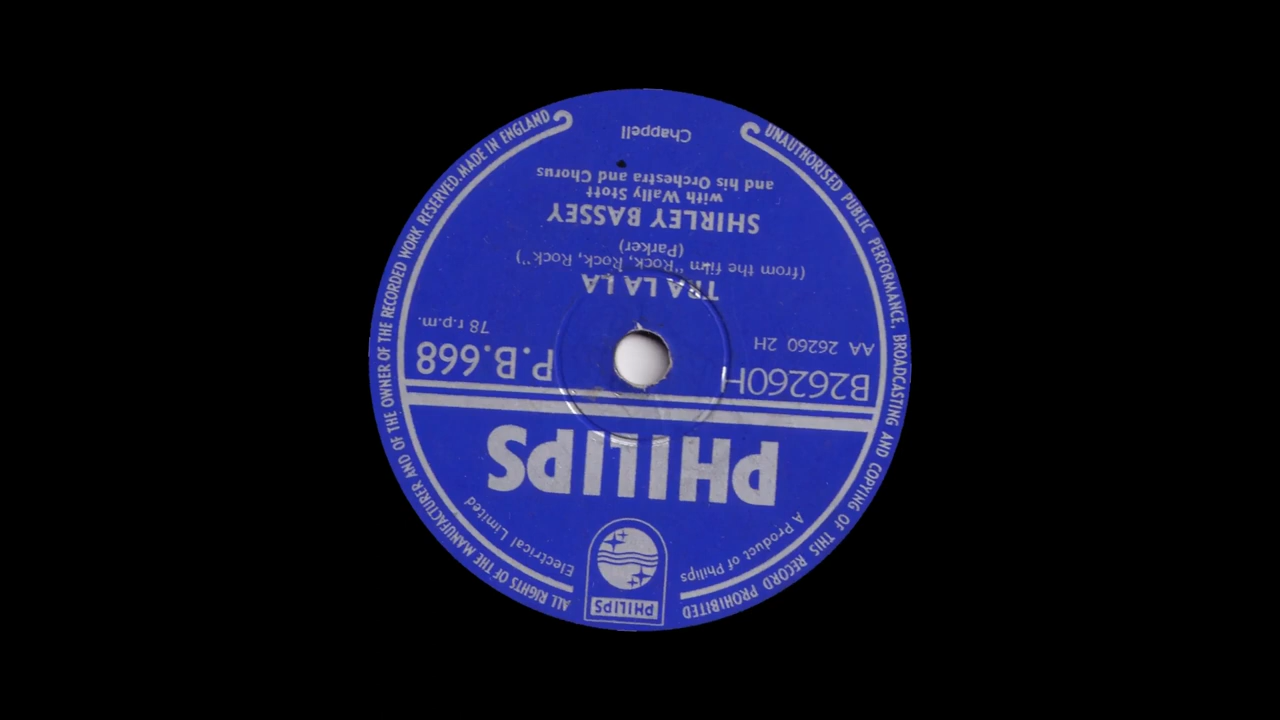 PHILIPS
A Product of Philips Electrical Limited
PHILIPS
B26260H P.B.668
AA 26260 2H 78 r.p.m.
TRA LA LA
(from the film "Rock, Rock, Rock")
(Parker)
SHIRLEY BASSEY
with Wally Stott
and his Orchestra and Chorus
Chappell
ALL RIGHTS OF THE MANUFACTURER AND OF THE OWNER OF THE RECORDED WORK RESERVED. MADE IN ENGLAND
UNAUTHORISED PUBLIC PERFORMANCE, BROADCASTING AND COPYING OF THIS RECORD PROHIBITED